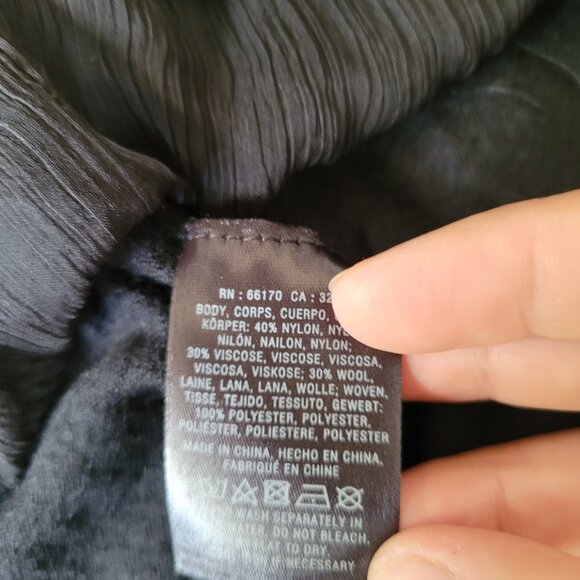 RN : 66170 CA : 32
BODY, CORPS, CUERPO,
KÖRPER: 40% NYLON,
NILÓN, NAILON, NYLON;
30% VISCOSE, VISCOSE, VISCOSA,
VISCOSA, VISKOSE; 30% WOOL,
LAINE, LANA, LANA, WOLLE; WOVEN,
TISSE, TEJIDO, TESSUTO, GEWEBT:
100% POLYESTER, POLYESTER,
POLIÉSTER, POLIESTERE, POLYESTER
MADE IN CHINA, HECHO EN CHINA,
FABRIQUÉ EN CHINE
WASH SEPARATELY IN
DO NOT BLEACH.
TO DRY.
IF NECESSARY